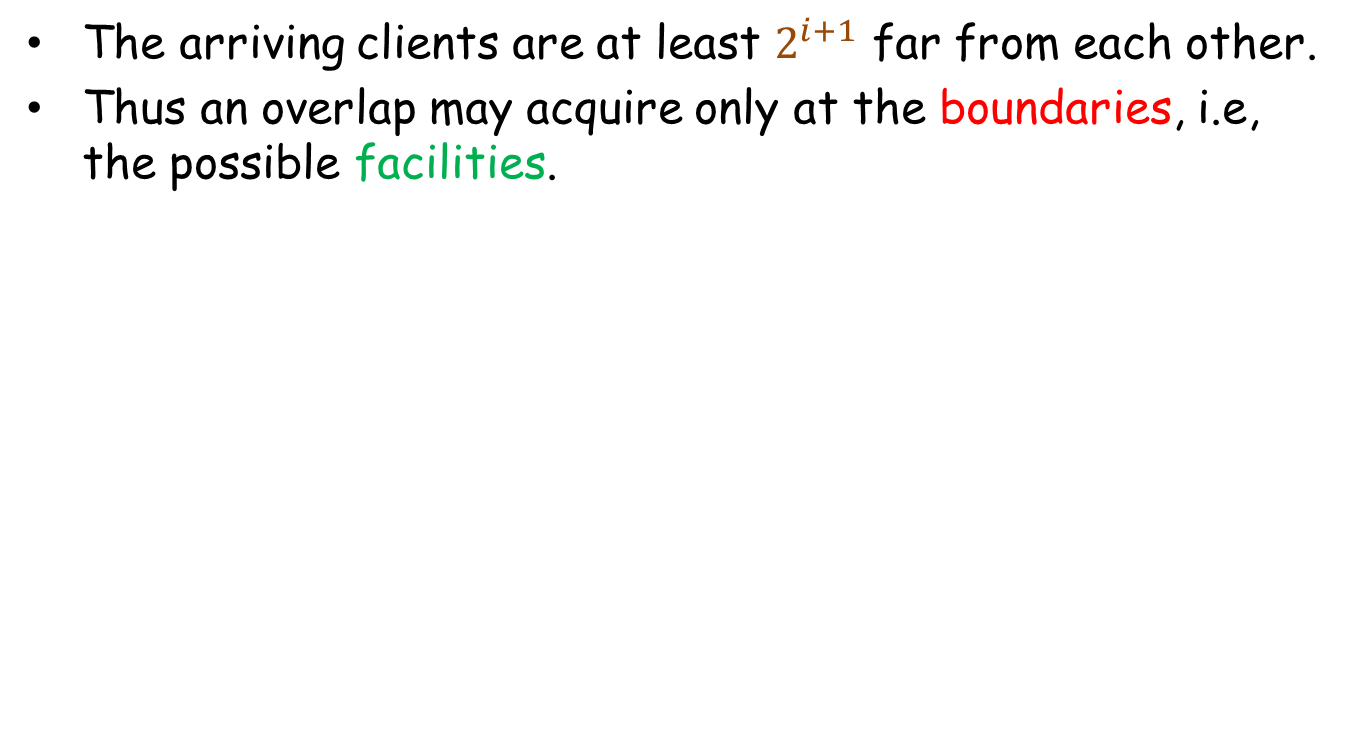 • The arriving clients are at least 2^{i+1} far from each other.
• Thus an overlap may acquire only at the boundaries, i.e,
the possible facilities.